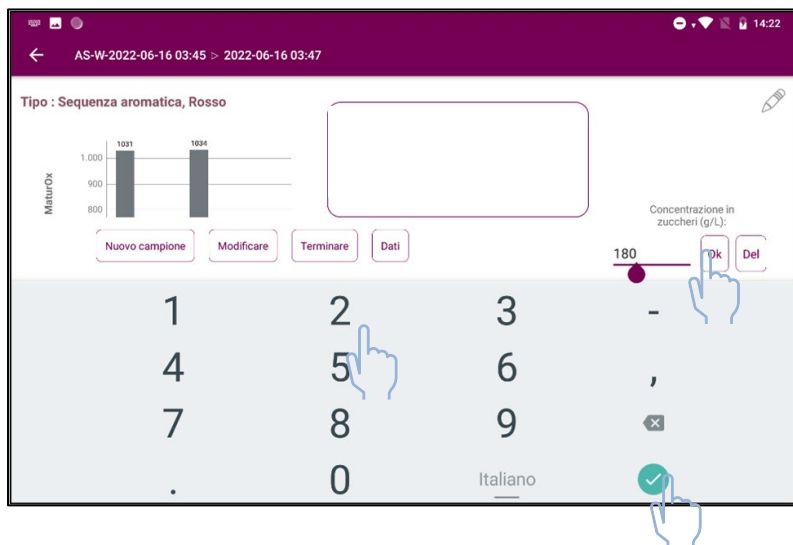 14:22
AS-W-2022-06-16 03:45 ▷ 2022-06-16 03:47
Tipo : Sequenza aromatica, Rosso
1031 1034
1.000
900
800
MaturOx
Concentrazione in
zuccheri (g/L):
Nuovo campione Modificare Terminare Dati
180 Ok Del
1 2 3 -
4 5 6 ,
7 8 9
. 0 Italiano